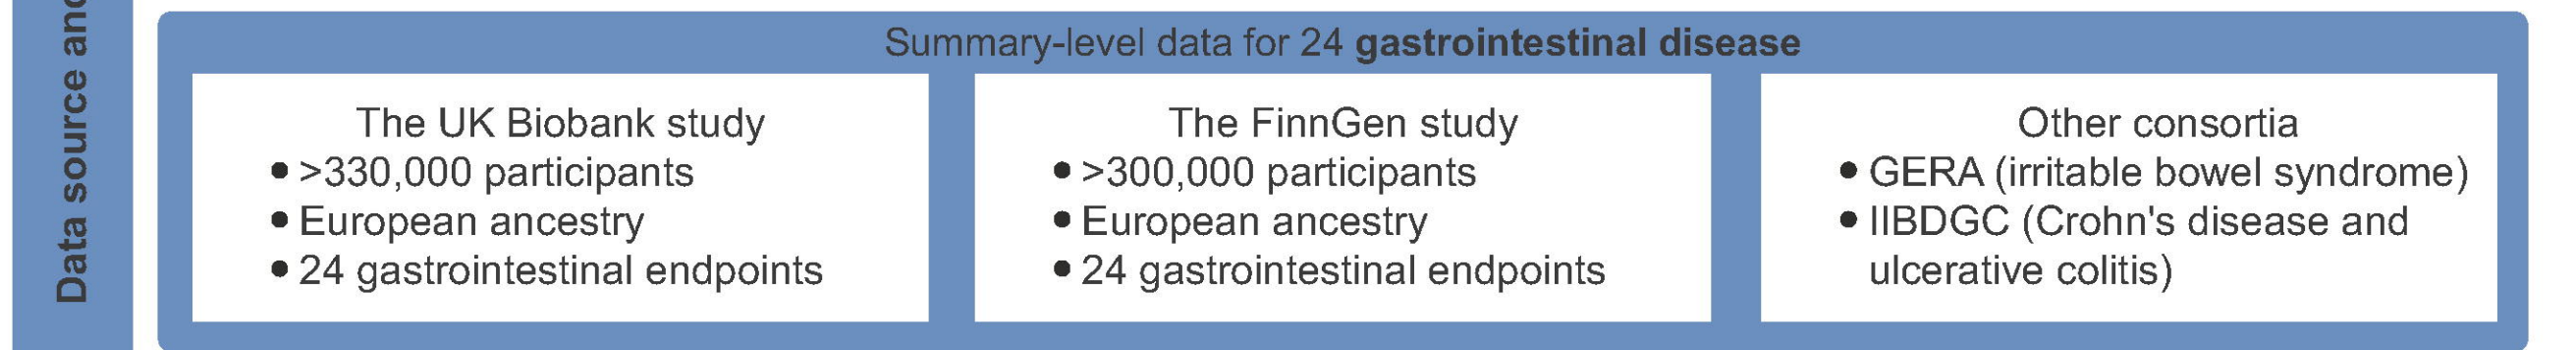 Data source and
Summary-level data for 24 gastrointestinal disease
The UK Biobank study
• >330,000 participants
• European ancestry
• 24 gastrointestinal endpoints
The FinnGen study
• >300,000 participants
• European ancestry
• 24 gastrointestinal endpoints
Other consortia
• GERA (irritable bowel syndrome)
• IIBDGC (Crohn's disease and
ulcerative colitis)